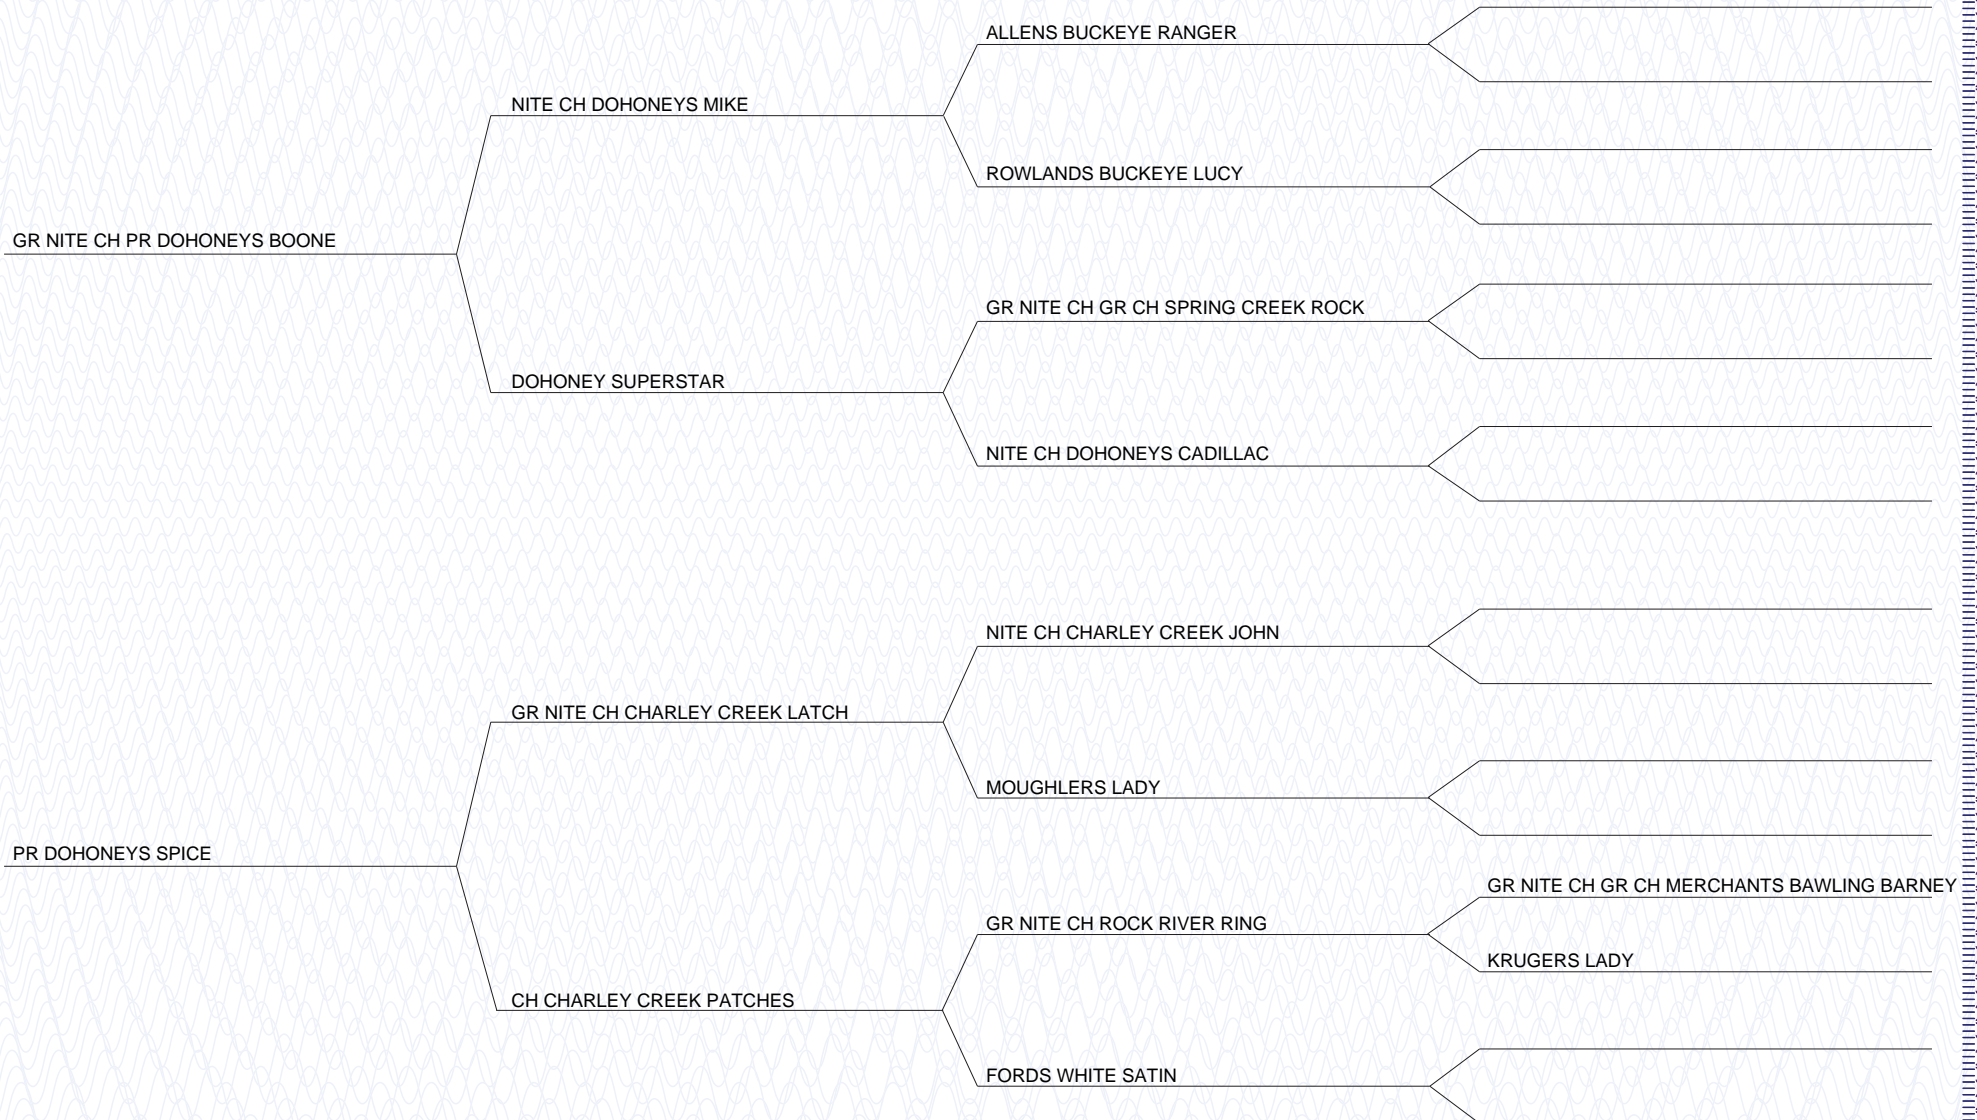 ALLENS BUCKEYE RANGER
NITE CH DOHONEYS MIKE
ROWLANDS BUCKEYE LUCY
GR NITE CH PR DOHONEYS BOONE
GR NITE CH GR CH SPRING CREEK ROCK
DOHONEY SUPERSTAR
NITE CH DOHONEYS CADILLAC
NITE CH CHARLEY CREEK JOHN
GR NITE CH CHARLEY CREEK LATCH
MOUGHLERS LADY
PR DOHONEYS SPICE
GR NITE CH GR CH MERCHANTS BAWLING BARNEY
GR NITE CH ROCK RIVER RING
KRUGERS LADY
CH CHARLEY CREEK PATCHES
FORDS WHITE SATIN